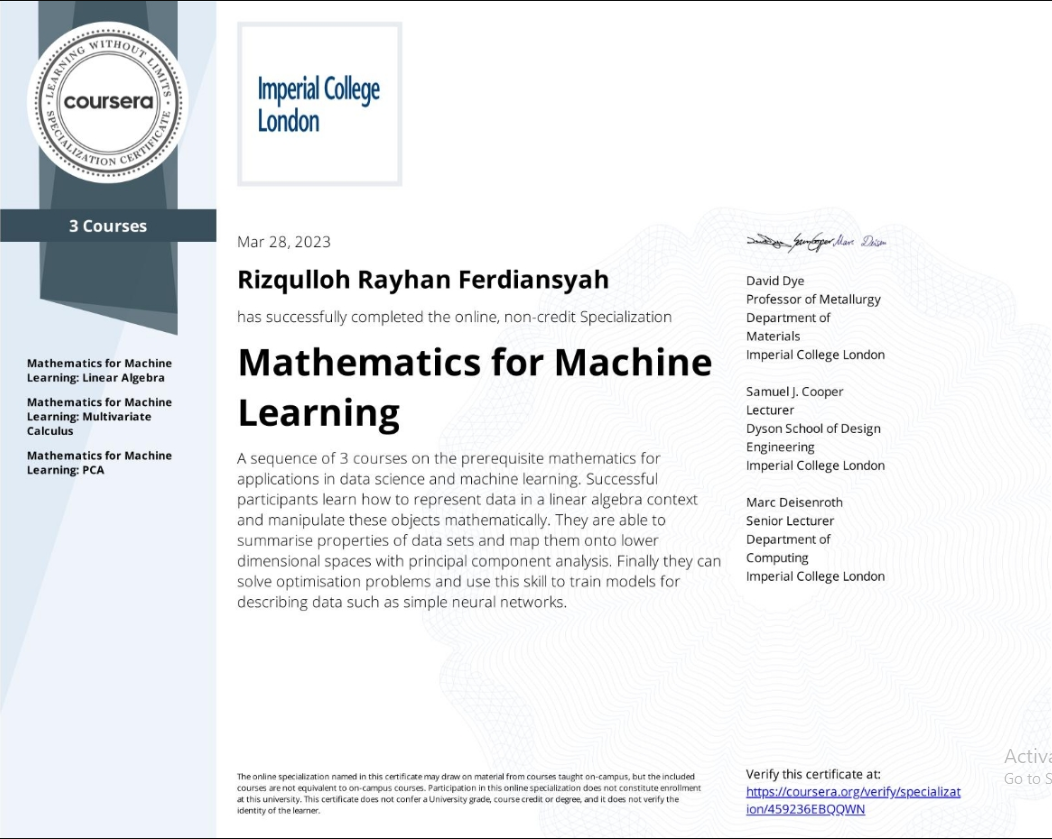 LEARNING WITHOUT LIMITS
coursera
SPECIALIZATION CERTIFICATE
3 Courses
Mathematics for Machine
Learning: Linear Algebra
Mathematics for Machine
Learning: Multivariate
Calculus
Mathematics for Machine
Learning: PCA
Imperial College
London
Mar 28, 2023
Rizqulloh Rayhan Ferdiansyah
has successfully completed the online, non-credit Specialization
Mathematics for Machine
Learning
A sequence of 3 courses on the prerequisite mathematics for
applications in data science and machine learning. Successful
participants learn how to represent data in a linear algebra context
and manipulate these objects mathematically. They are able to
summarise properties of data sets and map them onto lower
dimensional spaces with principal component analysis. Finally they can
solve optimisation problems and use this skill to train models for
describing data such as simple neural networks.
The online specialization named in this certificate may draw on material from courses taught on-campus, but the included
courses are not equivalent to on-campus courses. Participation in this online specialization does not constitute enrollment
at this university. This certificate does not confer a University grade, course credit or degree, and it does not verify the
identity of the learner.
David Dye
Professor of Metallurgy
Department of
Materials
Imperial College London
Samuel J. Cooper
Lecturer
Dyson School of Design
Engineering
Imperial College London
Marc Deisenroth
Senior Lecturer
Department of
Computing
Imperial College London
Verify this certificate at:
https://coursera.org/verify/specializat
ion/459236EBQQWN
Activa
Go to S